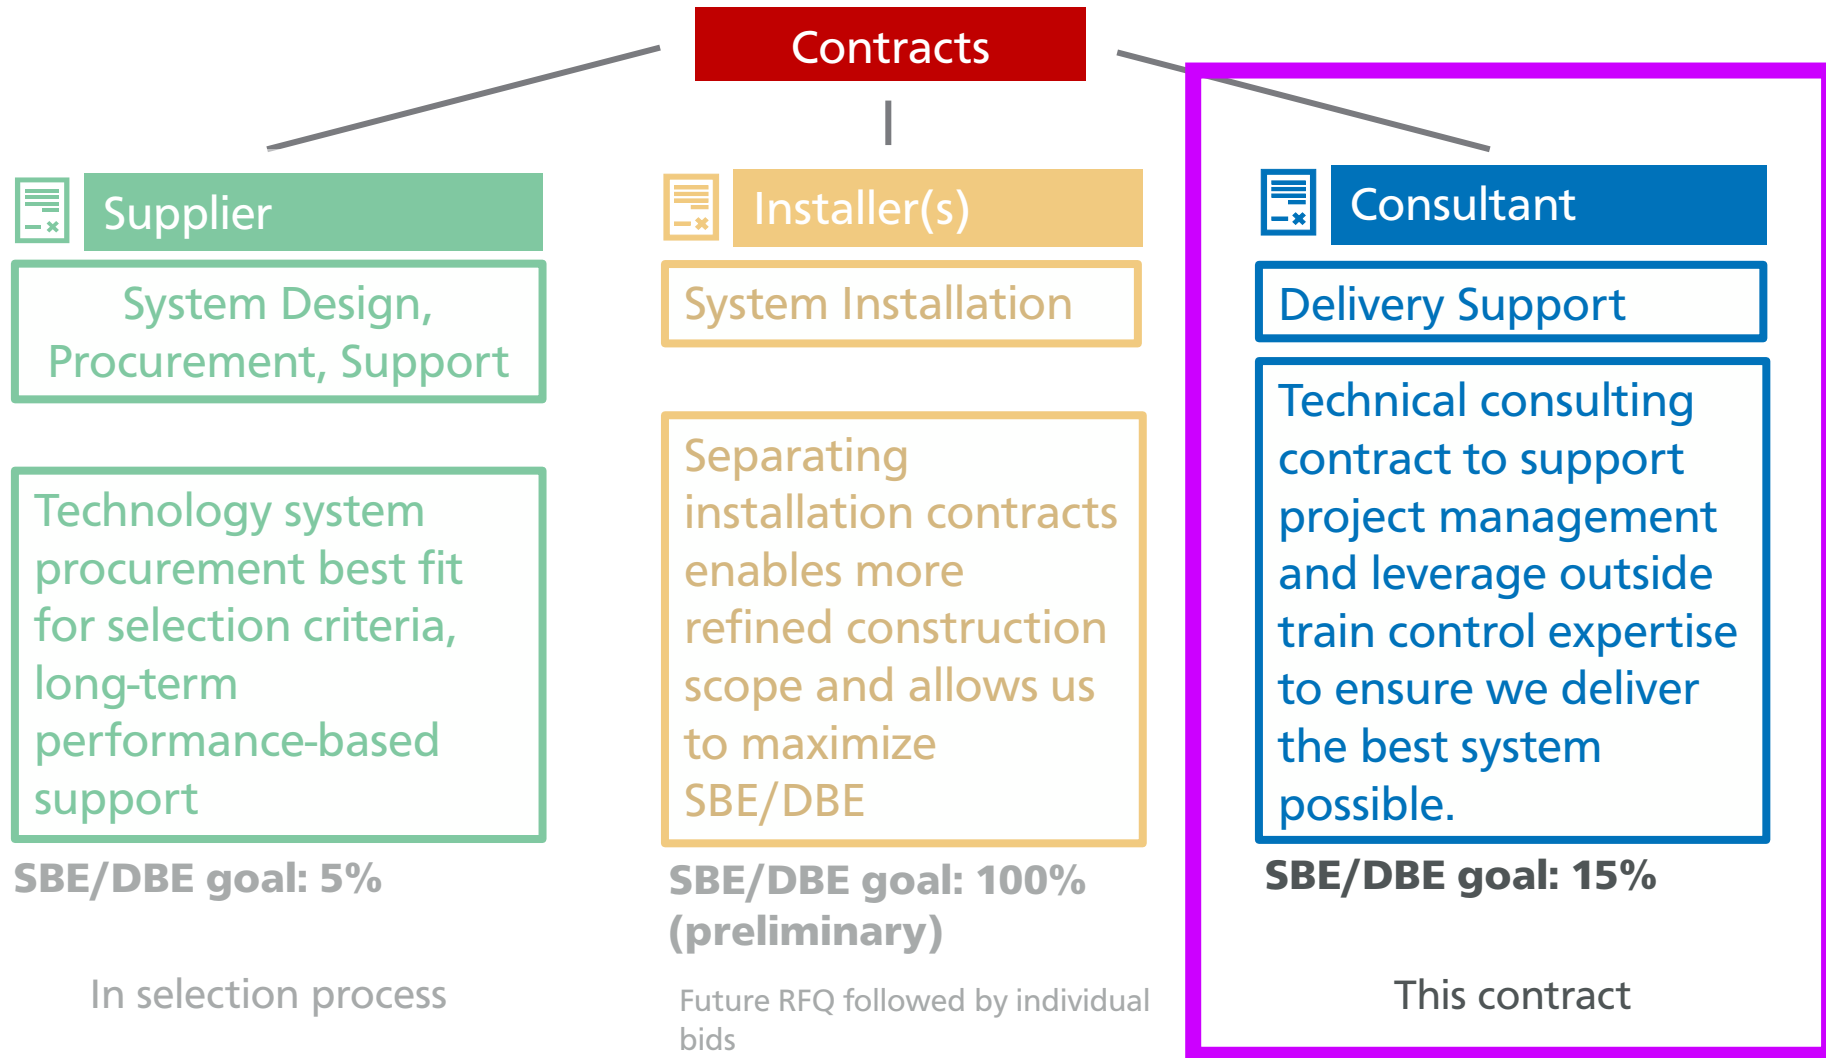 Contracts
Supplier
System Design,
Procurement, Support
Technology system
procurement best fit
for selection criteria,
long-term
performance-based
support
SBE/DBE goal: 5%
In selection process
Installer(s)
System Installation
Separating
installation contracts
enables more
refined construction
scope and allows us
to maximize
SBE/DBE
SBE/DBE goal: 100%
(preliminary)
Future RFQ followed by individual
bids
Consultant
Delivery Support
Technical consulting
contract to support
project management
and leverage outside
train control expertise
to ensure we deliver
the best system
possible.
SBE/DBE goal: 15%
This contract